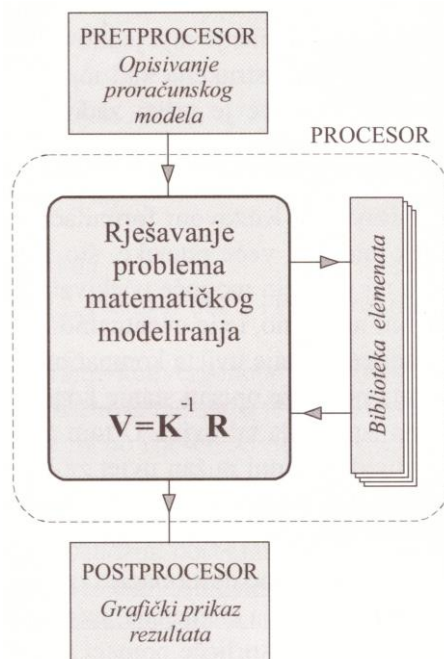 PRETPROCESOR
Opisivanje
proračunskog
modela
PROCESOR
Rješavanje
problema
matematičkog
modeliranja
V=K⁻¹ R
Biblioteka elemenata
POSTPROCESOR
Grafički prikaz
rezultata